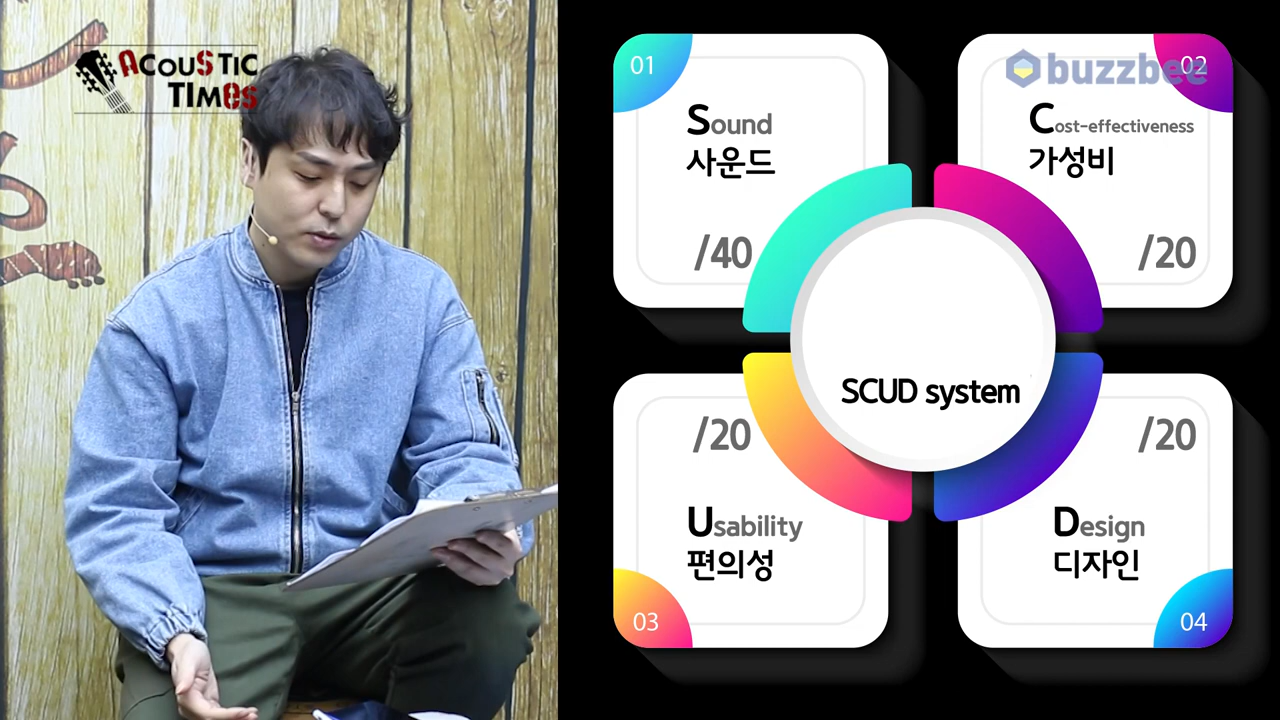 ACOUSTIC
TIMES
01
Sound
사운드
/40
02
buzzbee
Cost-effectiveness
가성비
/20
SCUD system
/20
Usability
편의성
03
/20
Design
디자인
04